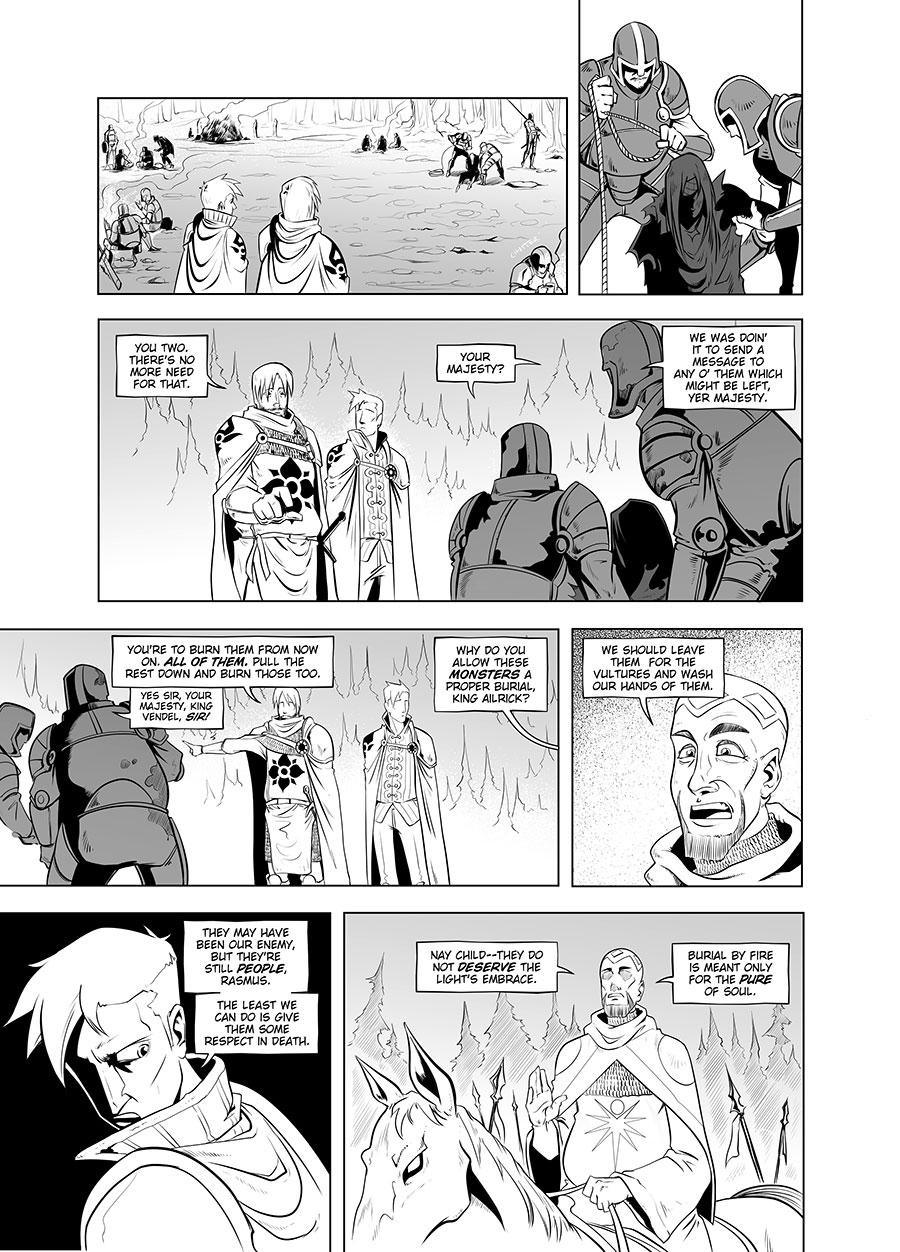 CHATTER
YOU TWO.
THERE'S NO
MORE NEED
FOR THAT.
YOUR
MAJESTY?
WE WAS DOIN'
IT TO SEND A
MESSAGE TO
ANY O' THEM WHICH
MIGHT BE LEFT,
YER MAJESTY.
YOU'RE TO BURN THEM FROM NOW
ON. ALL OF THEM. PULL THE
REST DOWN AND BURN THOSE TOO.
YES SIR, YOUR
MAJESTY, KING
VENDEL, SIR!
WHY DO YOU
ALLOW THESE
MONSTERS A
PROPER BURIAL,
KING AILRICK?
WE SHOULD LEAVE
THEM FOR THE
VULTURES AND WASH
OUR HANDS OF THEM.
THEY MAY HAVE
BEEN OUR ENEMY,
BUT THEY'RE
STILL PEOPLE,
RASMUS.
THE LEAST WE
CAN DO IS GIVE
THEM SOME
RESPECT IN DEATH.
NAY CHILD--THEY DO
NOT DESERVE THE
LIGHT'S EMBRACE.
BURIAL BY FIRE
IS MEANT ONLY
FOR THE PURE
OF SOUL.